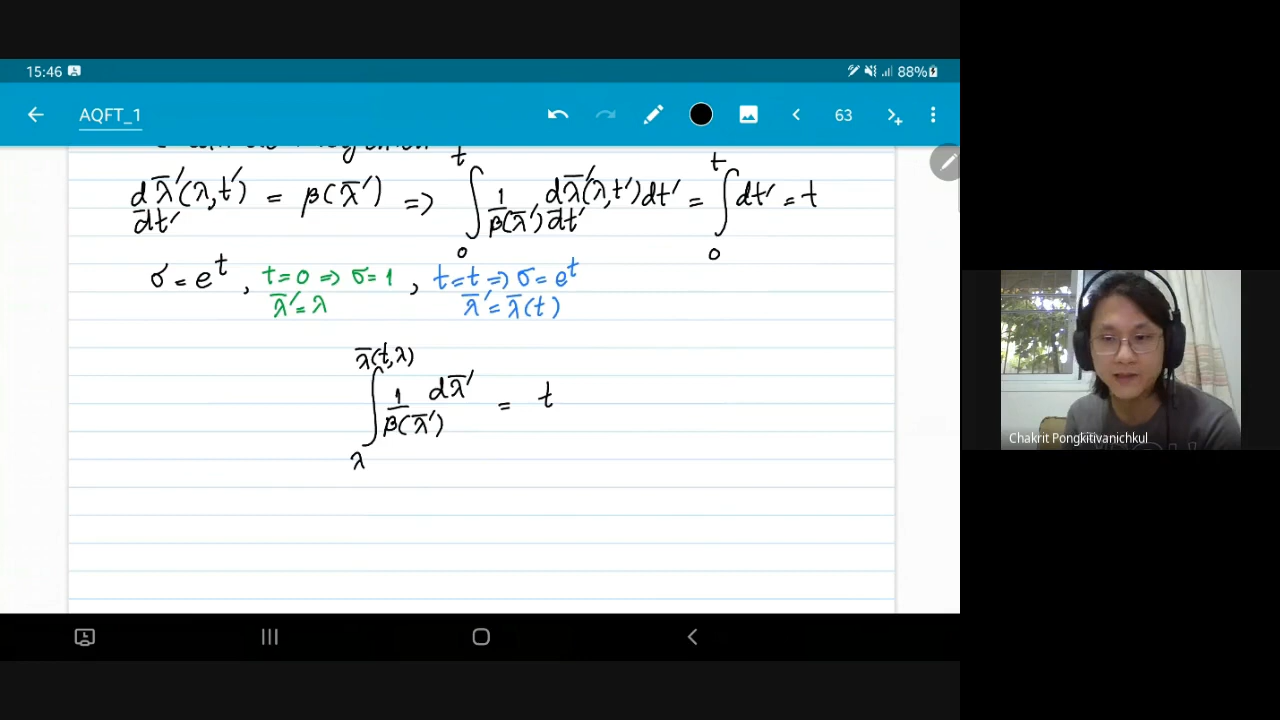 15:46 88%
AQFT_1 63
dλ̄′(λ,t′)/dt′ = β(λ̄′) => ∫₀ᵗ 1/β(λ̄′) dλ̄′(λ,t′)/dt′ dt′ = ∫₀ᵗ dt′ = t
σ = eᵗ, t=0 => σ=1, t=t => σ=eᵗ
λ̄′=λ λ̄′=λ̄(t)
∫_λ^{λ̄(t,λ)} 1/β(λ̄′) dλ̄′ = t
Chakrit Pongkitivanichkul